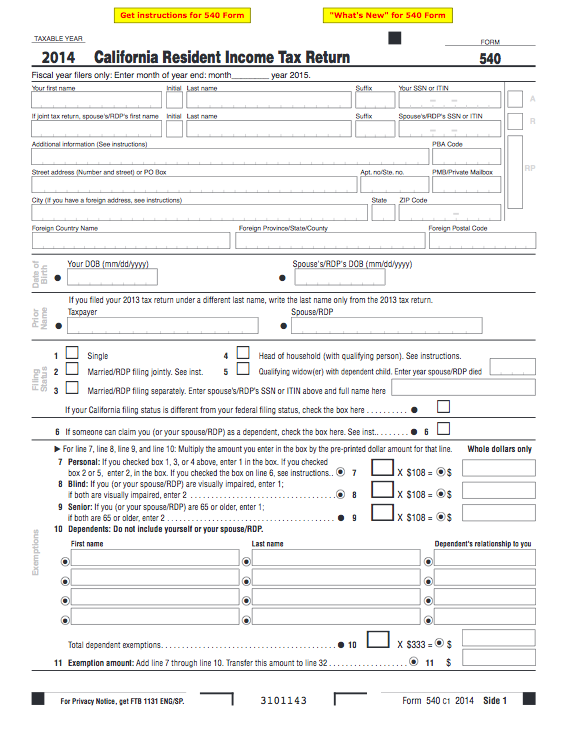 Get instructions for 540 Form
"What's New" for 540 Form
TAXABLE YEAR
FORM
2014 California Resident Income Tax Return
540
Fiscal year filers only: Enter month of year end: month_______ year 2015.
Your first name Initial Last name Suffix Your SSN or ITIN
A
If joint tax return, spouse's/RDP's first name Initial Last name Suffix Spouse's/RDP's SSN or ITIN
R
Additional information (See instructions) PBA Code
RP
Street address (Number and street) or PO Box Apt. no/Ste. no. PMB/Private Mailbox
City (If you have a foreign address, see instructions) State ZIP Code
Foreign Country Name Foreign Province/State/County Foreign Postal Code
Date of Birth
Your DOB (mm/dd/yyyy) Spouse's/RDP's DOB (mm/dd/yyyy)
Prior Name
If you filed your 2013 tax return under a different last name, write the last name only from the 2013 tax return.
Taxpayer Spouse/RDP
Filing Status
1 Single 4 Head of household (with qualifying person). See instructions.
2 Married/RDP filing jointly. See inst. 5 Qualifying widow(er) with dependent child. Enter year spouse/RDP died
3 Married/RDP filing separately. Enter spouse's/RDP's SSN or ITIN above and full name here
If your California filing status is different from your federal filing status, check the box here . . . . . . . . . .
6 If someone can claim you (or your spouse/RDP) as a dependent, check the box here. See inst. . . . . . . . 6
Exemptions
▶ For line 7, line 8, line 9, and line 10: Multiply the amount you enter in the box by the pre-printed dollar amount for that line. Whole dollars only
7 Personal: If you checked box 1, 3, or 4 above, enter 1 in the box. If you checked
box 2 or 5, enter 2, in the box. If you checked the box on line 6, see instructions. . 7 X $108 = $
8 Blind: If you (or your spouse/RDP) are visually impaired, enter 1;
if both are visually impaired, enter 2 . . . . . . . . . . 8 X $108 = $
9 Senior: If you (or your spouse/RDP) are 65 or older, enter 1;
if both are 65 or older, enter 2 . . . . . . . . . . 9 X $108 = $
10 Dependents: Do not include yourself or your spouse/RDP.
First name Last name Dependent's relationship to you
Total dependent exemptions. . . . . . . . . . 10 X $333 = $
11 Exemption amount: Add line 7 through line 10. Transfer this amount to line 32 . . . . . . . . . . 11 $
For Privacy Notice, get FTB 1131 ENG/SP. 3101143 Form 540 C1 2014 Side 1